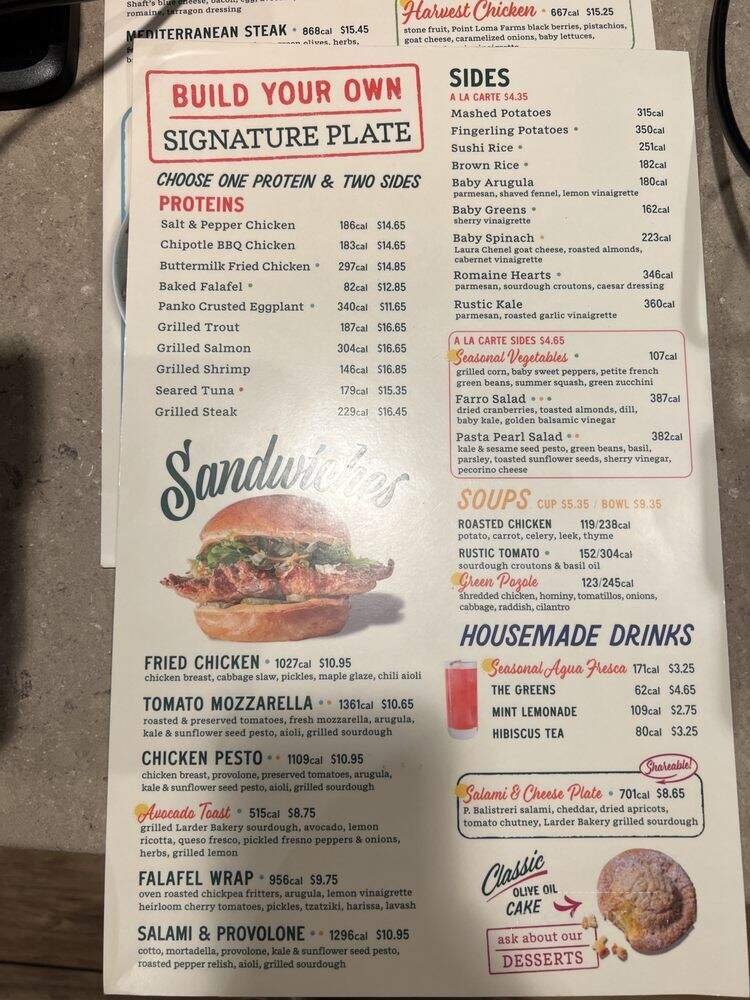 Shaft's blue cheese, bacon,
romaine, tarragon dressing
MEDITERRANEAN STEAK • 868cal $15.45
green olives, herbs,
Harvest Chicken • 667cal $15.25
stone fruit, Point Loma Farms black berries, pistachios,
goat cheese, caramelized onions, baby lettuces,
BUILD YOUR OWN
SIGNATURE PLATE
CHOOSE ONE PROTEIN & TWO SIDES
PROTEINS
Salt & Pepper Chicken 186cal $14.65
Chipotle BBQ Chicken 183cal $14.65
Buttermilk Fried Chicken • 297cal $14.85
Baked Falafel • 82cal $12.85
Panko Crusted Eggplant • 340cal $11.65
Grilled Trout 187cal $16.65
Grilled Salmon 304cal $16.65
Grilled Shrimp 146cal $16.85
Seared Tuna • 179cal $15.35
Grilled Steak 229cal $16.45
Sandwiches
FRIED CHICKEN • 1027cal $10.95
chicken breast, cabbage slaw, pickles, maple glaze, chili aioli
TOMATO MOZZARELLA •• 1361cal $10.65
roasted & preserved tomatoes, fresh mozzarella, arugula,
kale & sunflower seed pesto, aioli, grilled sourdough
CHICKEN PESTO •• 1109cal $10.95
chicken breast, provolone, preserved tomatoes, arugula,
kale & sunflower seed pesto, aioli, grilled sourdough
Avocado Toast • 515cal $8.75
grilled Larder Bakery sourdough, avocado, lemon
ricotta, queso fresco, pickled fresno peppers & onions,
herbs, grilled lemon
FALAFEL WRAP • 956cal $9.75
oven roasted chickpea fritters, arugula, lemon vinaigrette
heirloom cherry tomatoes, pickles, tzatziki, harissa, lavash
SALAMI & PROVOLONE •• 1296cal $10.95
cotto, mortadella, provolone, kale & sunflower seed pesto,
roasted pepper relish, aioli, grilled sourdough
SIDES
A LA CARTE $4.35
Mashed Potatoes 315cal
Fingerling Potatoes • 350cal
Sushi Rice • 251cal
Brown Rice • 182cal
Baby Arugula 180cal
parmesan, shaved fennel, lemon vinaigrette
Baby Greens • 162cal
sherry vinaigrette
Baby Spinach • 223cal
Laura Chenel goat cheese, roasted almonds,
cabernet vinaigrette
Romaine Hearts • 346cal
parmesan, sourdough croutons, caesar dressing
Rustic Kale 360cal
parmesan, roasted garlic vinaigrette
A LA CARTE SIDES $4.65
Seasonal Vegetables • 107cal
grilled corn, baby sweet peppers, petite french
green beans, summer squash, green zucchini
Farro Salad ••• 387cal
dried cranberries, toasted almonds, dill,
baby kale, golden balsamic vinegar
Pasta Pearl Salad •• 382cal
kale & sesame seed pesto, green beans, basil,
parsley, toasted sunflower seeds, sherry vinegar,
pecorino cheese
SOUPS CUP $5.35 / BOWL $9.35
ROASTED CHICKEN 119/238cal
potato, carrot, celery, leek, thyme
RUSTIC TOMATO • 152/304cal
sourdough croutons & basil oil
Green Pozole 123/245cal
shredded chicken, hominy, tomatillos, onions,
cabbage, raddish, cilantro
HOUSEMADE DRINKS
Seasonal Agua Fresca 171cal $3.25
THE GREENS 62cal $4.65
MINT LEMONADE 109cal $2.75
HIBISCUS TEA 80cal $3.25
Shareable!
Salami & Cheese Plate • 701cal $8.65
P. Balistreri salami, cheddar, dried apricots,
tomato chutney, Larder Bakery grilled sourdough
Classic
OLIVE OIL
CAKE
ask about our
DESSERTS